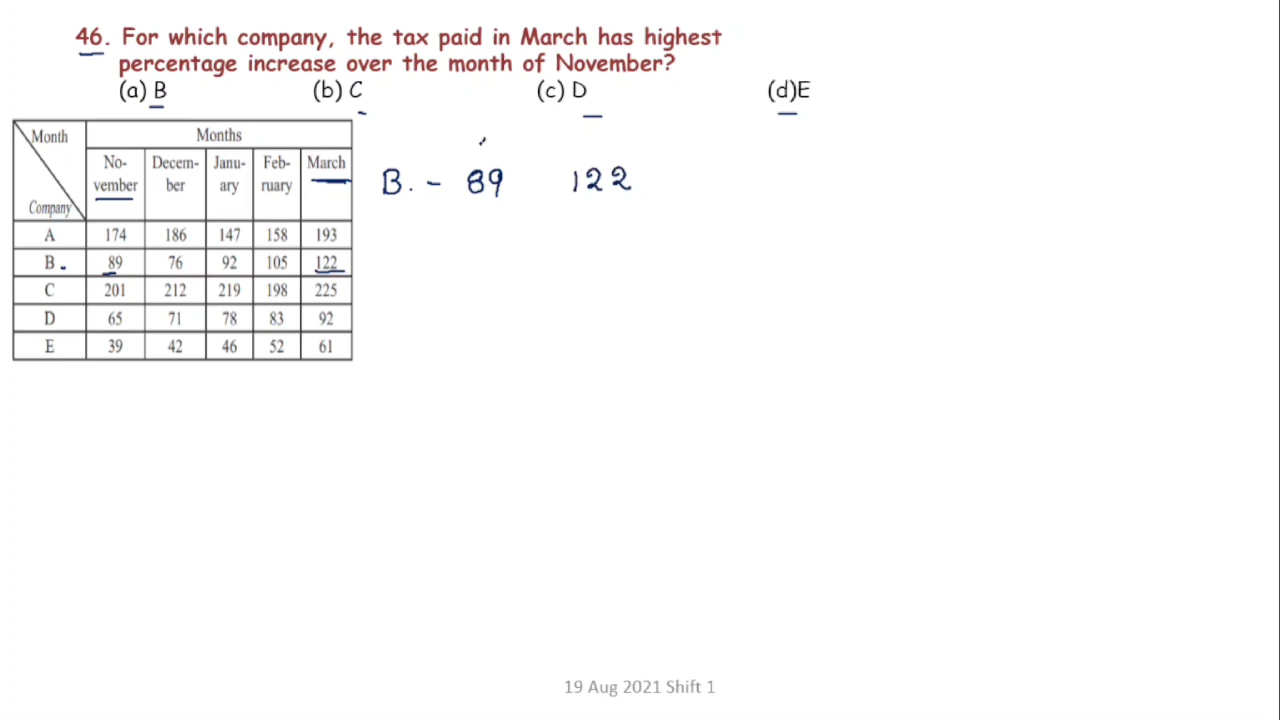 46. For which company, the tax paid in March has highest
percentage increase over the month of November?
(a) B (b) C (c) D (d)E
Month Months
Company No-vember Decem-ber Janu-ary Feb-ruary March
A 174 186 147 158 193
B 89 76 92 105 122
C 201 212 219 198 225
D 65 71 78 83 92
E 39 42 46 52 61
B. - 89 122
19 Aug 2021 Shift 1